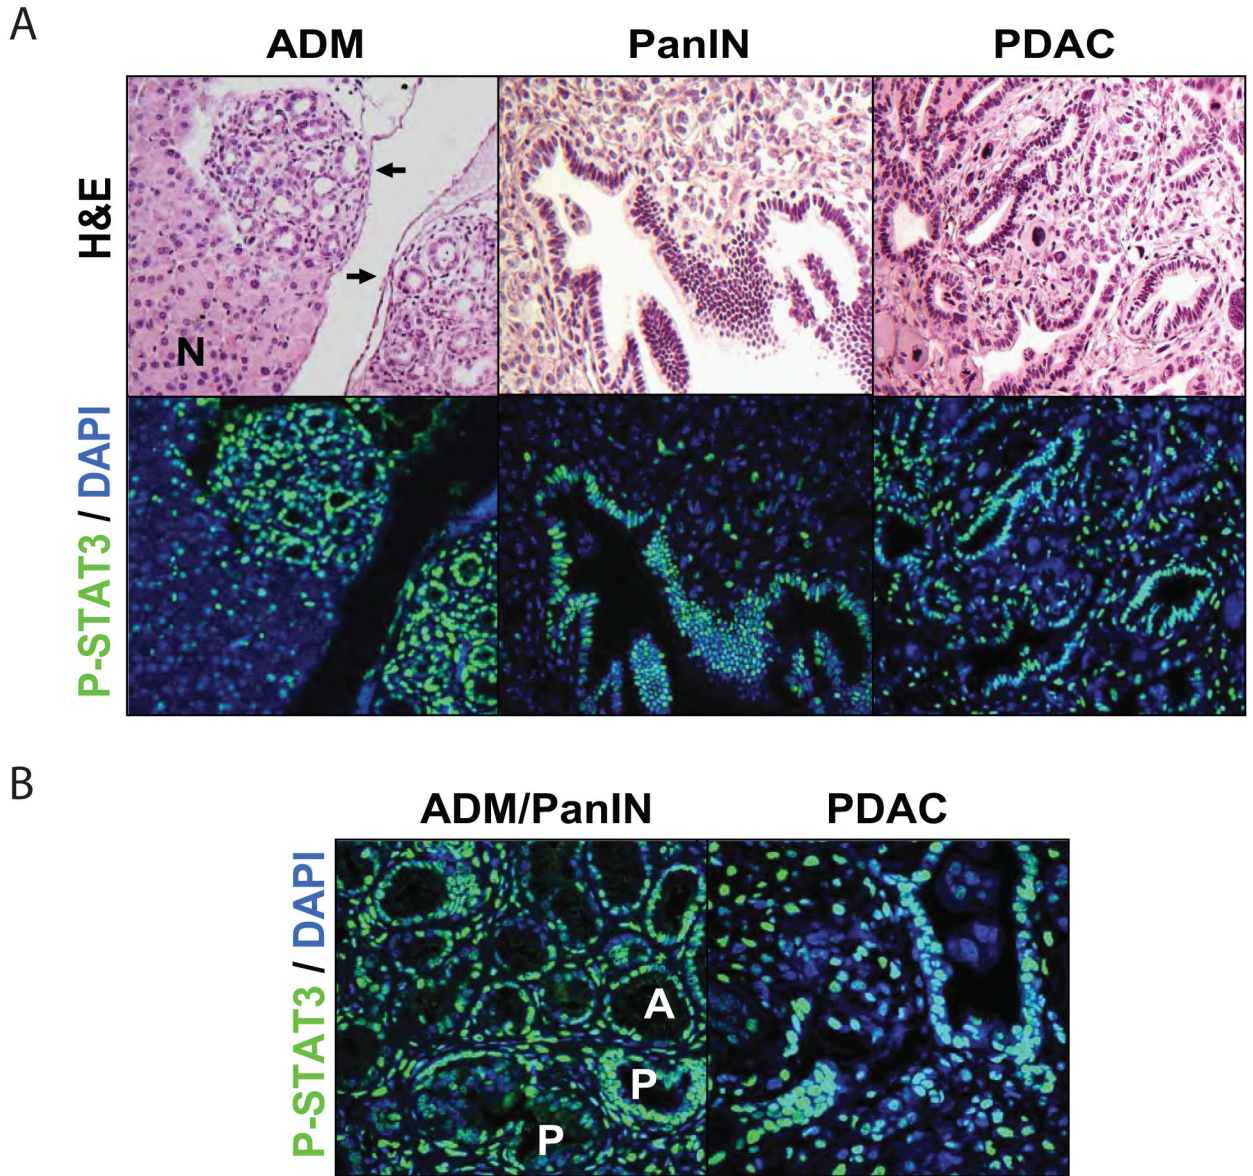 A
ADM
PanIN
PDAC
H&E
N
P-STAT3 / DAPI
B
ADM/PanIN
PDAC
P-STAT3 / DAPI
A
P
P